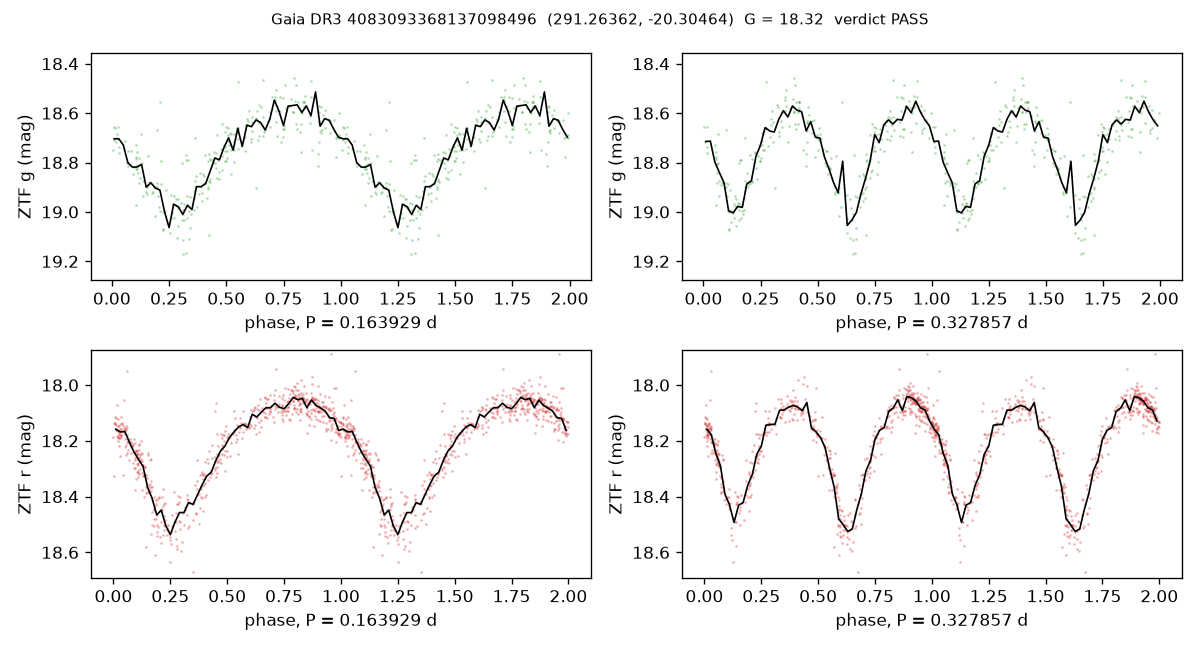 Gaia DR3 4083093368137098496 (291.26362, -20.30464) G = 18.32 verdict PASS
ZTF g (mag)
18.4
18.6
18.8
19.0
19.2
0.00 0.25 0.50 0.75 1.00 1.25 1.50 1.75 2.00
phase, P = 0.163929 d
ZTF g (mag)
18.4
18.6
18.8
19.0
19.2
0.00 0.25 0.50 0.75 1.00 1.25 1.50 1.75 2.00
phase, P = 0.327857 d
ZTF r (mag)
18.0
18.2
18.4
18.6
0.00 0.25 0.50 0.75 1.00 1.25 1.50 1.75 2.00
phase, P = 0.163929 d
ZTF r (mag)
18.0
18.2
18.4
18.6
0.00 0.25 0.50 0.75 1.00 1.25 1.50 1.75 2.00
phase, P = 0.327857 d